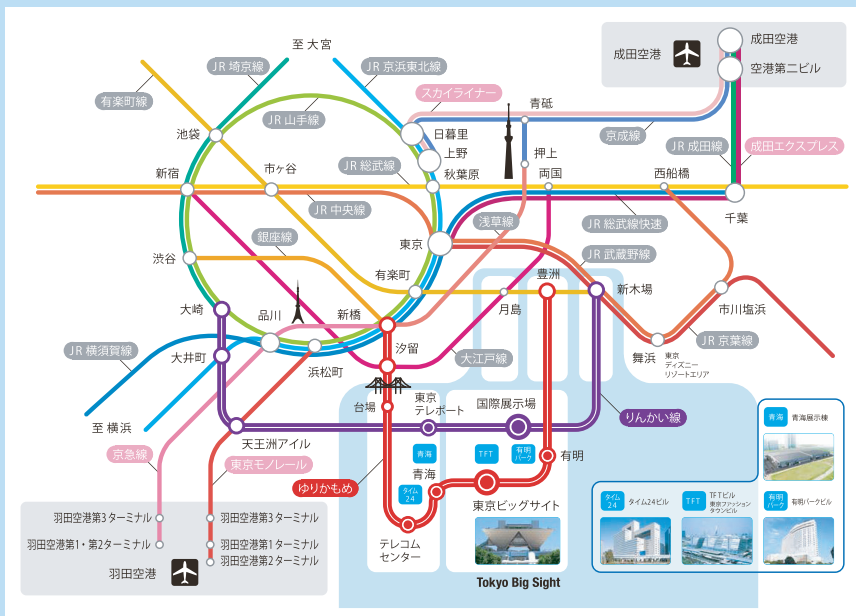 至 大宮
JR 埼京線
JR 京浜東北線
有楽町線
JR 山手線
スカイライナー
成田空港
成田空港
空港第二ビル
青砥
京成線
JR 成田線
成田エクスプレス
池袋
日暮里
上野
押上
市ヶ谷
JR 総武線
秋葉原
両国
西船橋
新宿
JR 中央線
千葉
浅草線
JR 総武線快速
銀座線
東京
JR 武蔵野線
渋谷
有楽町
豊洲
新木場
大崎
品川
新橋
月島
市川塩浜
JR 横須賀線
大井町
浜松町
汐留
大江戸線
舞浜
東京
ディズニー
リゾートエリア
JR 京葉線
台場
東京
テレポート
国際展示場
りんかい線
至 横浜
天王洲アイル
京急線
東京モノレール
ゆりかもめ
青海
青海
タイム
24
TFT
有明
パーク
有明
東京ビッグサイト
テレコム
センター
Tokyo Big Sight
羽田空港第3ターミナル
羽田空港第1・第2ターミナル
羽田空港第3ターミナル
羽田空港第1ターミナル
羽田空港第2ターミナル
羽田空港
青海
青海展示棟
タイム
24
タイム24ビル
TFT
TFTビル
東京ファッション
タウンビル
有明
パーク
有明パークビル